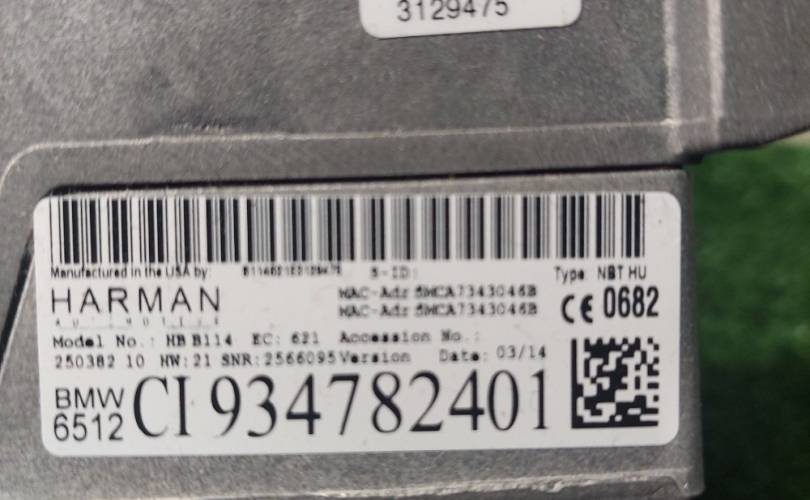 3129475
Manufactured in the USA by: S-ID: Type: NBT HU
HARMAN
MAC-Adr: 5MCA7343046B
MAC-Adr: 5MCA7343046B
CE 0682
Model No.: HB B114 EC: 621 Accession No.:
250382 10 HW: 21 SNR: 2566095 Version Date: 03/14
BMW
6512 CI 934782401